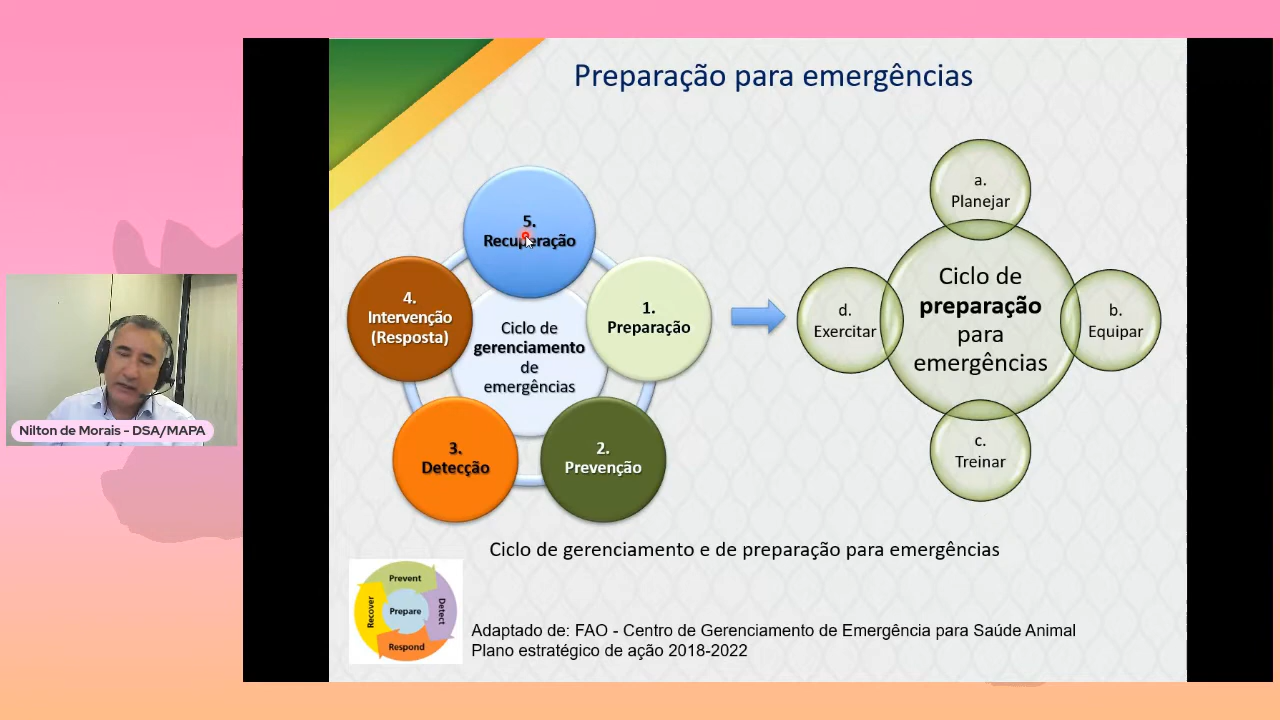 Preparação para emergências
5.
Recuperação
1.
Preparação
2.
Prevenção
3.
Detecção
4.
Intervenção
(Resposta)
Ciclo de
gerenciamento
de
emergências
a.
Planejar
b.
Equipar
c.
Treinar
d.
Exercitar
Ciclo de
preparação
para
emergências
Nilton de Morais - DSA/MAPA
Ciclo de gerenciamento e de preparação para emergências
Prevent
Detect
Respond
Recover
Prepare
Adaptado de: FAO - Centro de Gerenciamento de Emergência para Saúde Animal
Plano estratégico de ação 2018-2022